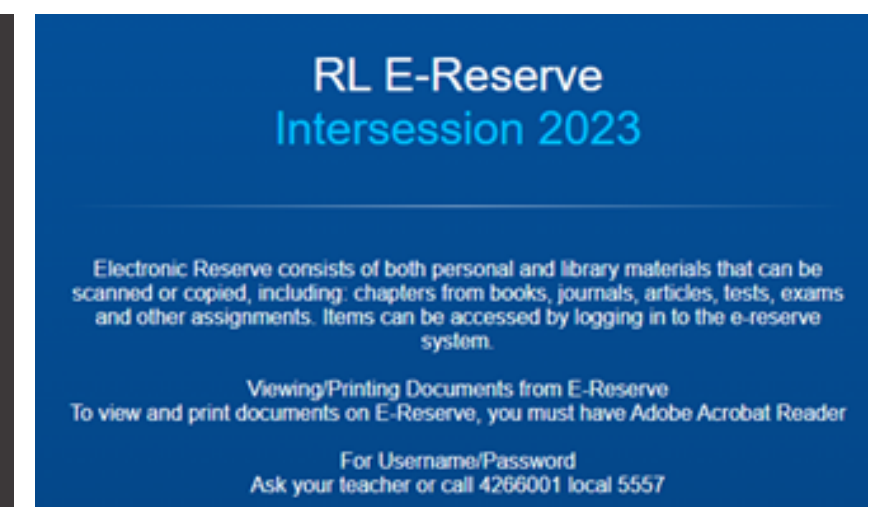 RL E-Reserve
Intersession 2023
Electronic Reserve consists of both personal and library materials that can be
scanned or copied, including: chapters from books, journals, articles, tests, exams
and other assignments. Items can be accessed by logging in to the e-reserve
system.
Viewing/Printing Documents from E-Reserve
To view and print documents on E-Reserve, you must have Adobe Acrobat Reader
For Username/Password
Ask your teacher or call 4266001 local 5557